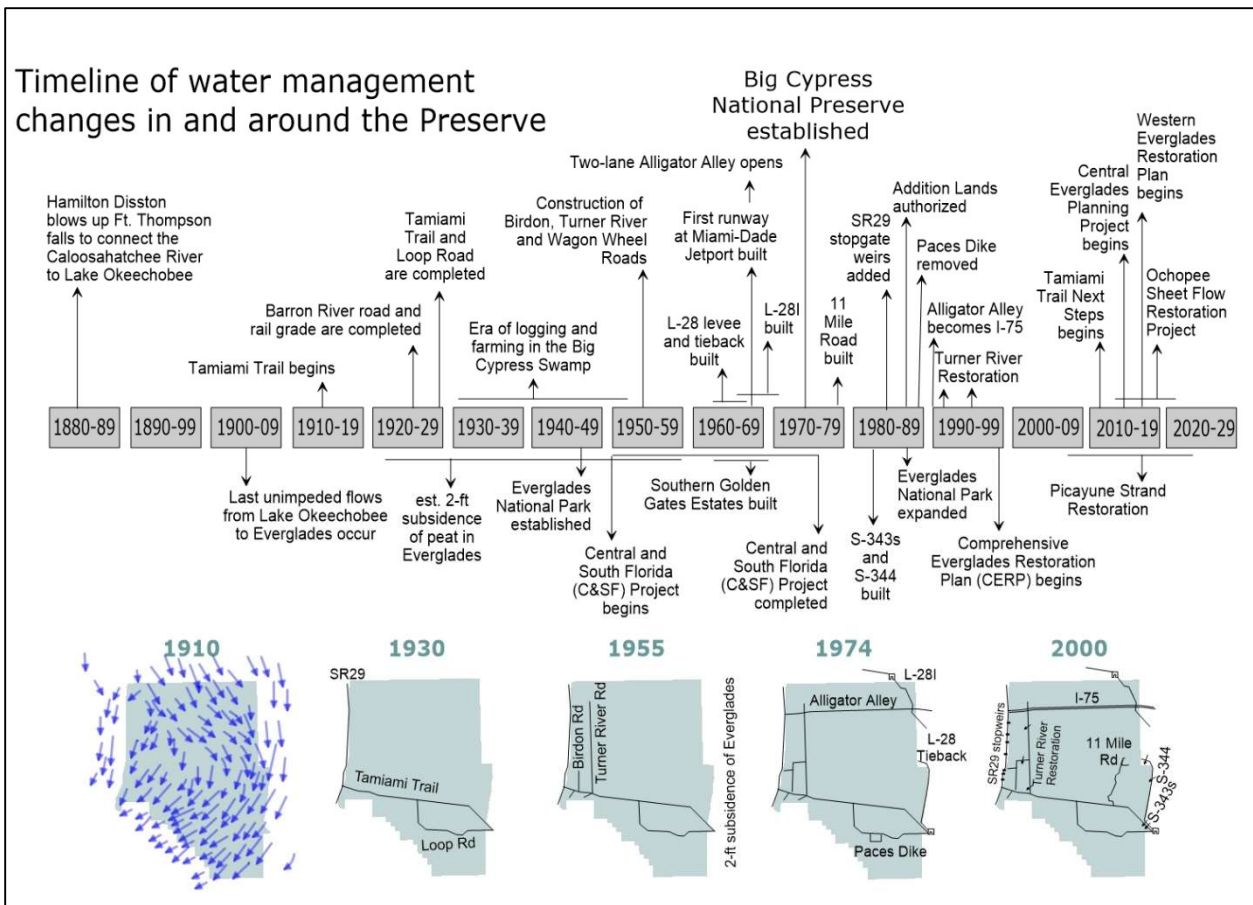 Timeline of water management
changes in and around the Preserve
Hamilton Disston
blows up Ft. Thompson
falls to connect the
Caloosahatchee River
to Lake Okeechobee
Tamiami Trail begins
Barron River road and
rail grade are completed
Tamiami
Trail and
Loop Road
are completed
Era of logging and
farming in the Big
Cypress Swamp
Construction of
Birdon, Turner River
and Wagon Wheel
Roads
L-28 levee
and tieback
built
Two-lane Alligator Alley opens
First runway
at Miami-Dade
Jetport built
L-28I
built
Big Cypress
National Preserve
established
11
Mile
Road
built
SR29
stopgate
weirs
added
Addition Lands
authorized
Paces Dike
removed
Alligator Alley
becomes I-75
Turner River
Restoration
Tamiami
Trail Next
Steps
begins
Central
Everglades
Planning
Project
begins
Western
Everglades
Restoration
Plan
begins
Ochopee
Sheet Flow
Restoration
Project
1880-89
1890-99
1900-09
1910-19
1920-29
1930-39
1940-49
1950-59
1960-69
1970-79
1980-89
1990-99
2000-09
2010-19
2020-29
Last unimpeded flows
from Lake Okeechobee
to Everglades occur
est. 2-ft
subsidence
of peat in
Everglades
Everglades
National Park
established
Central and
South Florida
(C&SF) Project
begins
Southern Golden
Gates Estates built
Central and
South Florida
(C&SF) Project
completed
S-343s
and
S-344
built
Everglades
National Park
expanded
Comprehensive
Everglades Restoration
Plan (CERP) begins
Picayune Strand
Restoration
1910
1930
SR29
Tamiami Trail
Loop Rd
1955
Birdon Rd
Turner River Rd
2-ft subsidence of Everglades
1974
L-28I
Alligator Alley
L-28
Tieback
Paces Dike
2000
I-75
SR29 stopweirs
Turner River
Restoration
11 Mile
Rd
S-344
S-343s